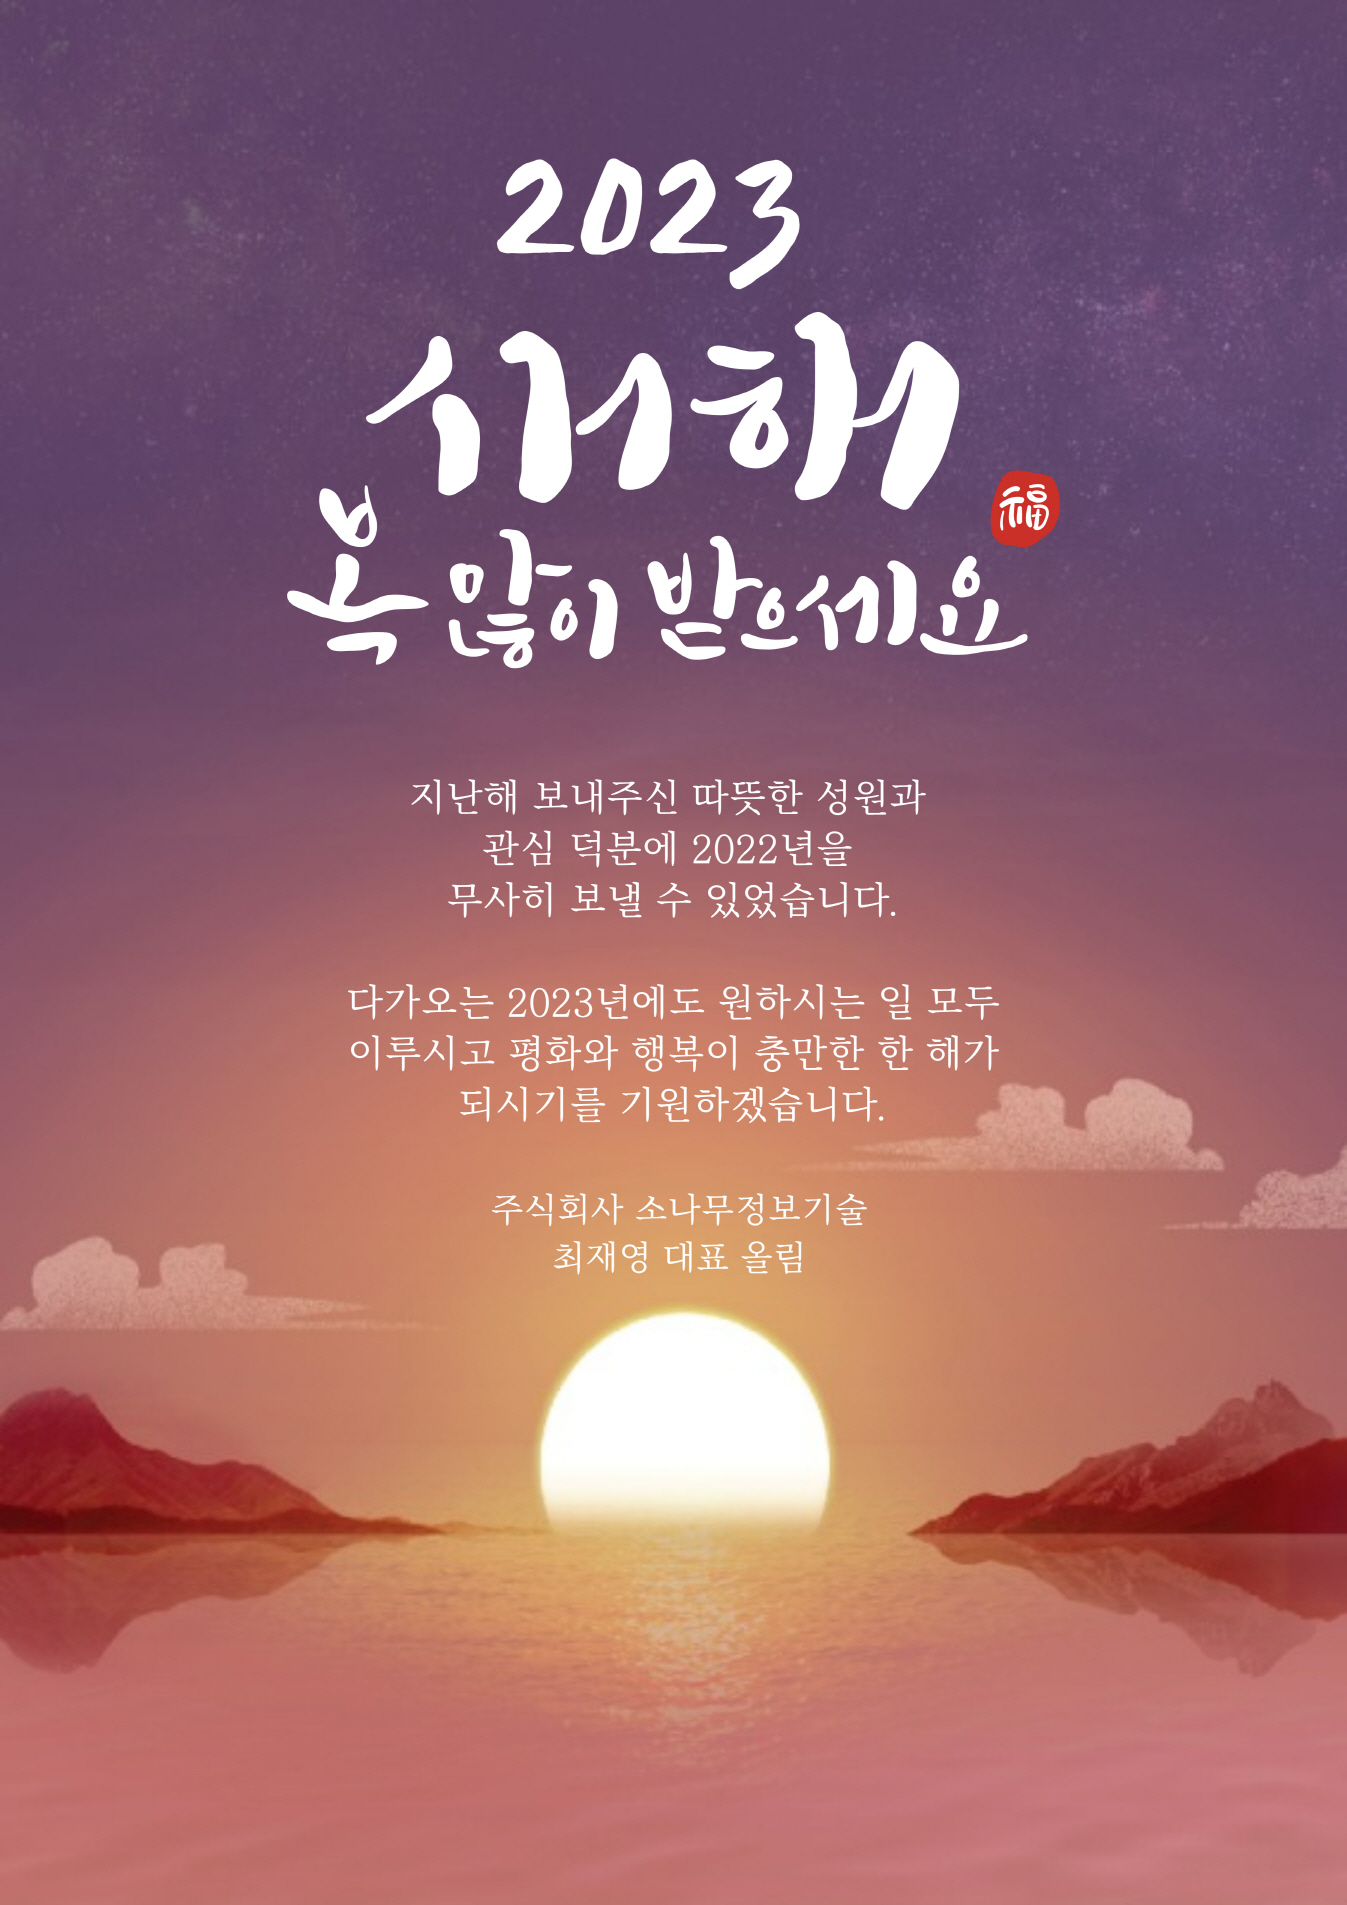 2023
새해
福
복 많이 받으세요
지난해 보내주신 따뜻한 성원과
관심 덕분에 2022년을
무사히 보낼 수 있었습니다.
다가오는 2023년에도 원하시는 일 모두
이루시고 평화와 행복이 충만한 한 해가
되시기를 기원하겠습니다.
주식회사 소나무정보기술
최재영 대표 올림